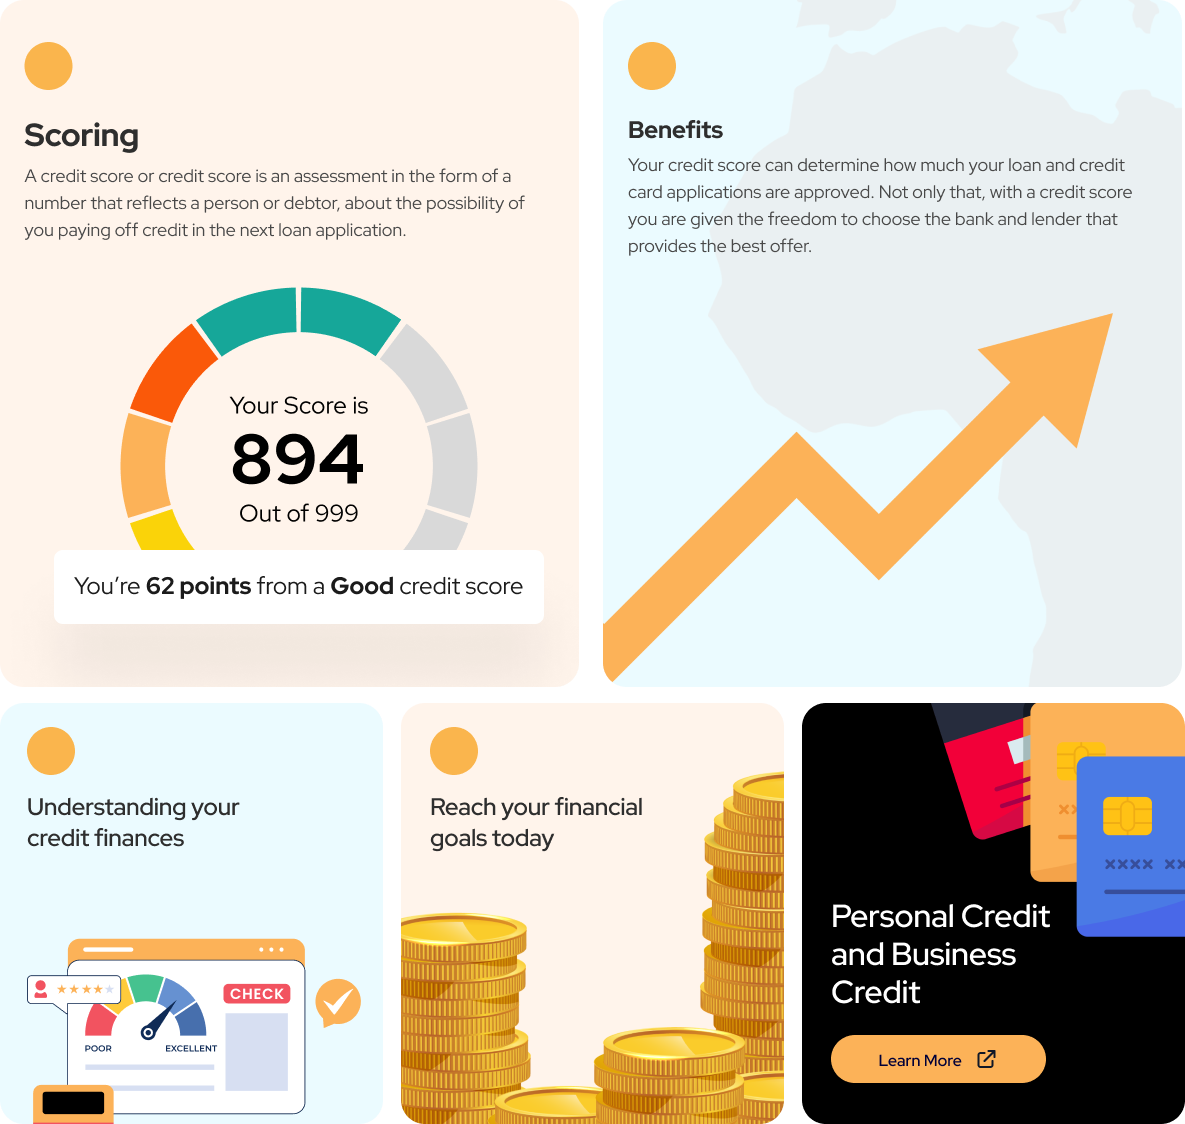 Scoring
A credit score or credit score is an assessment in the form of a
number that reflects a person or debtor, about the possibility of
you paying off credit in the next loan application.
Your Score is
894
Out of 999
You're 62 points from a Good credit score
Benefits
Your credit score can determine how much your loan and credit
card applications are approved. Not only that, with a credit score
you are given the freedom to choose the bank and lender that
provides the best offer.
Understanding your
credit finances
CHECK
POOR
EXCELLENT
Reach your financial
goals today
xx
xxxx xx
Personal Credit
and Business
Credit
Learn More